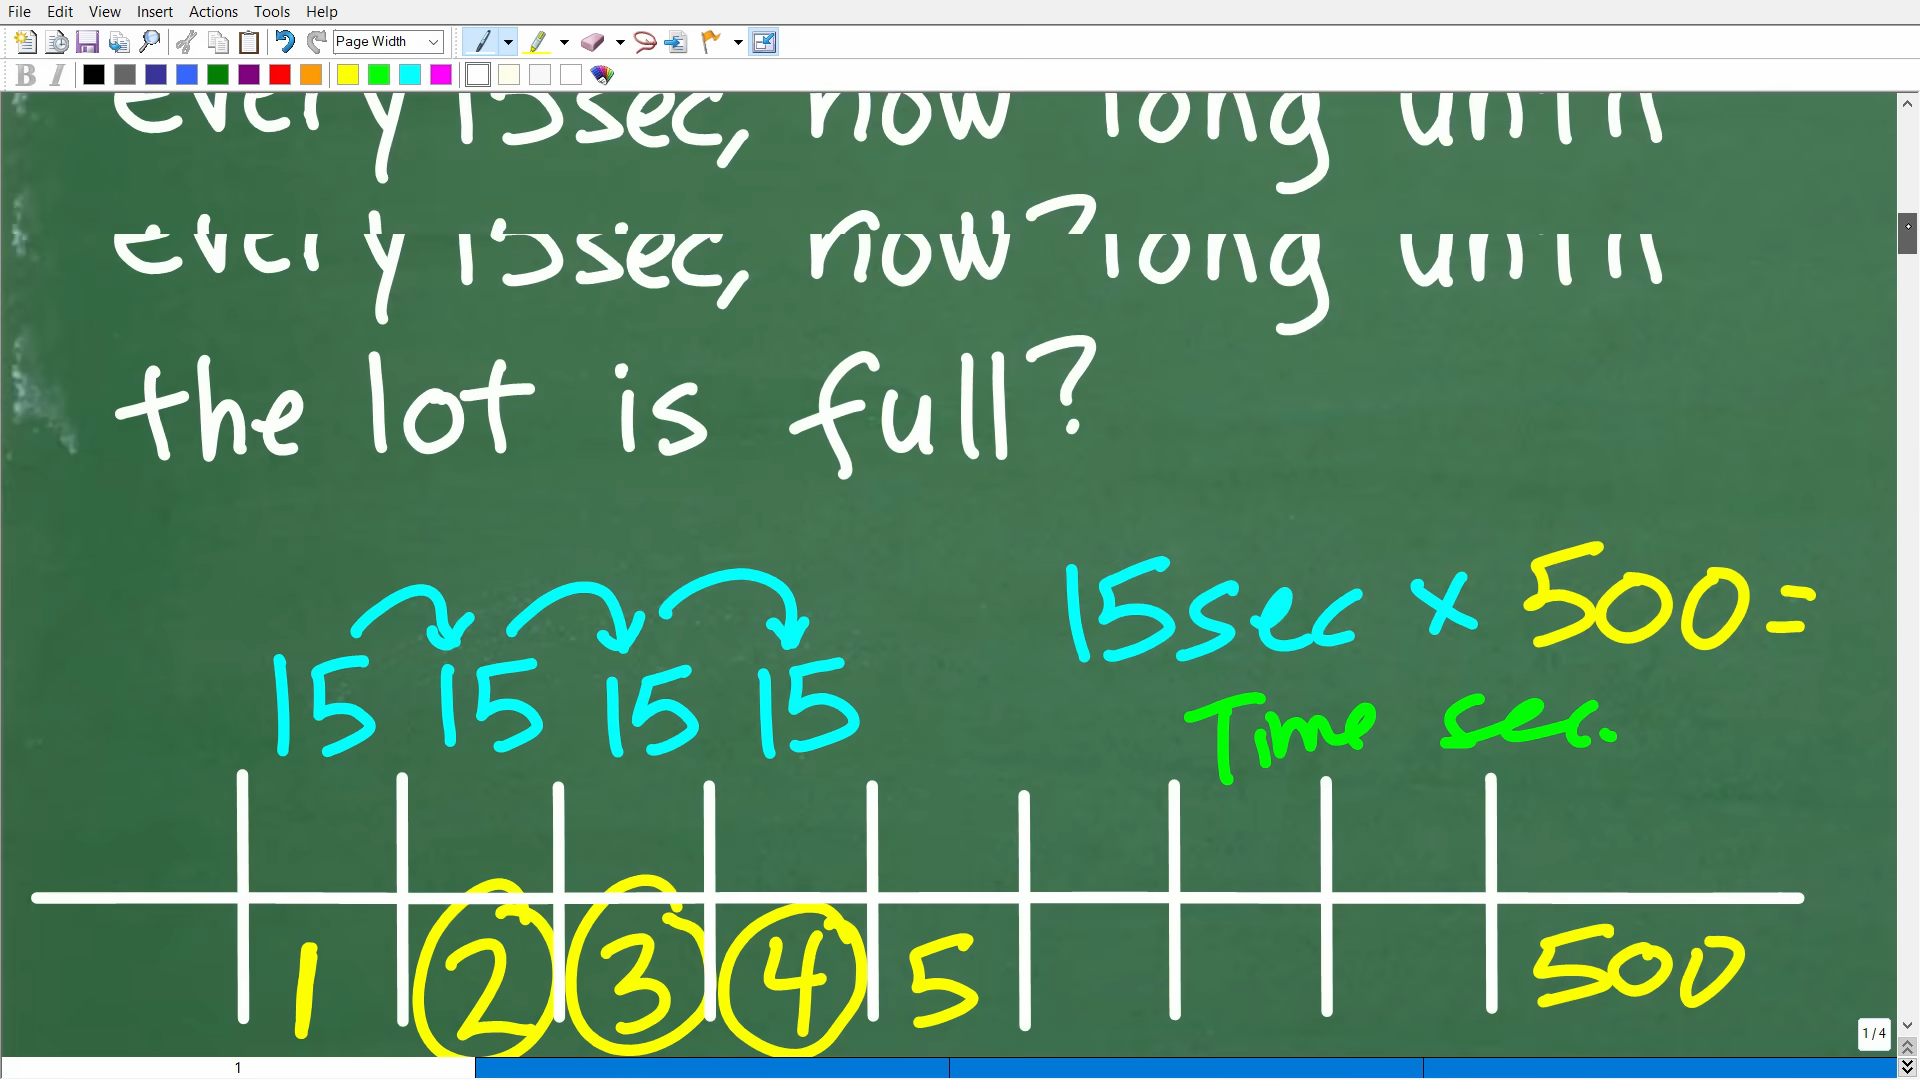 File Edit View Insert Actions Tools Help
Page Width
B I
every 15sec, how long until
every 15sec, how long until
the lot is full?
15sec x 500 =
Time sec.
15 15 15 15
1 2 3 4 5 500
1 / 4
1